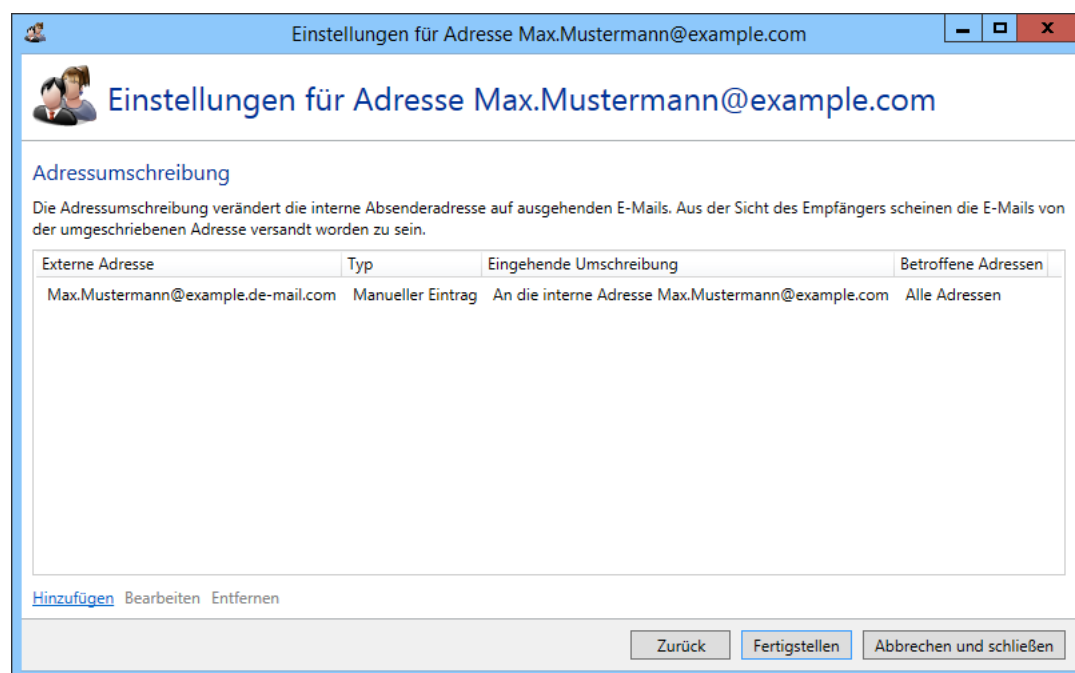 Einstellungen für Adresse Max.Mustermann@example.com
Einstellungen für Adresse Max.Mustermann@example.com
Adressumschreibung
Die Adressumschreibung verändert die interne Absenderadresse auf ausgehenden E-Mails. Aus der Sicht des Empfängers scheinen die E-Mails von
der umgeschriebenen Adresse versandt worden zu sein.
Externe Adresse Typ Eingehende Umschreibung Betroffene Adressen
Max.Mustermann@example.de-mail.com Manueller Eintrag An die interne Adresse Max.Mustermann@example.com Alle Adressen
Hinzufügen Bearbeiten Entfernen
Zurück Fertigstellen Abbrechen und schließen